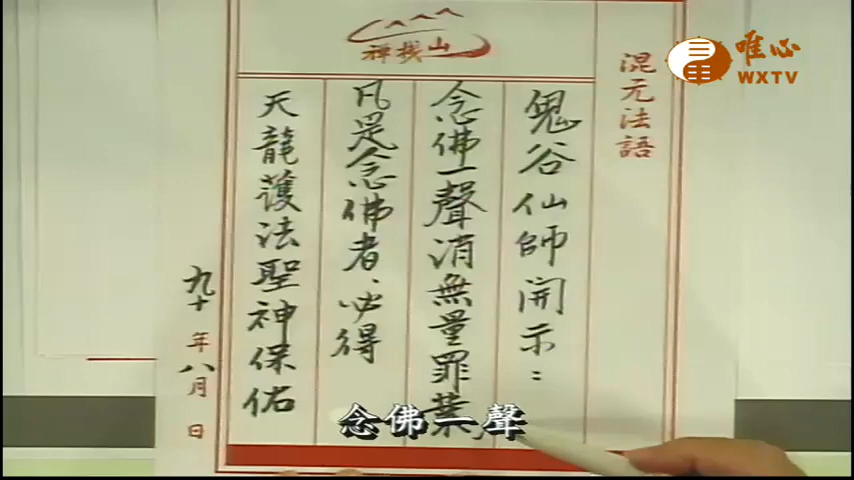 唯心
WXTV
禪機山
混元法語
鬼谷仙師開示：
念佛一聲消無量罪業，
凡是念佛者、必得
天龍護法聖神保佑
九十年八月 日
念佛一聲